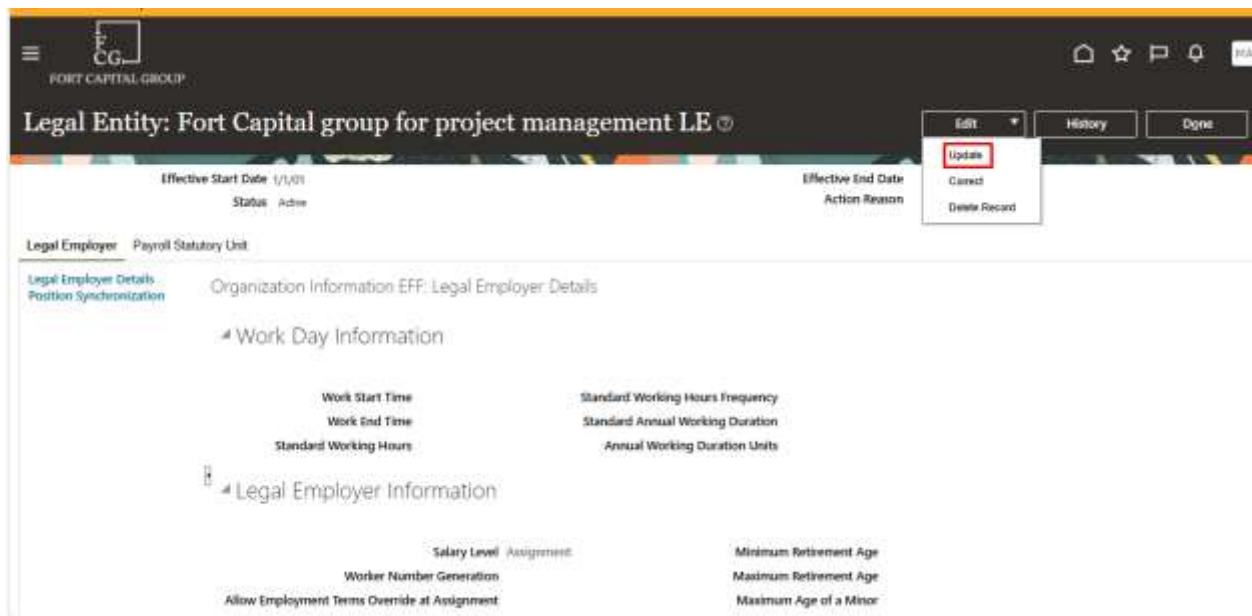 FCG
FORT CAPITAL GROUP
Legal Entity: Fort Capital group for project management LE
Edit History Done
Update
Correct
Delete Record
Effective Start Date 1/1/01 Effective End Date
Status Active Action Reason
Legal Employer Payroll Statutory Unit
Legal Employer Details
Position Synchronization
Organization Information EFF: Legal Employer Details
Work Day Information
Work Start Time Standard Working Hours Frequency
Work End Time Standard Annual Working Duration
Standard Working Hours Annual Working Duration Units
Legal Employer Information
Salary Level Assignment Minimum Retirement Age
Worker Number Generation Maximum Retirement Age
Allow Employment Terms Override at Assignment Maximum Age of a Minor